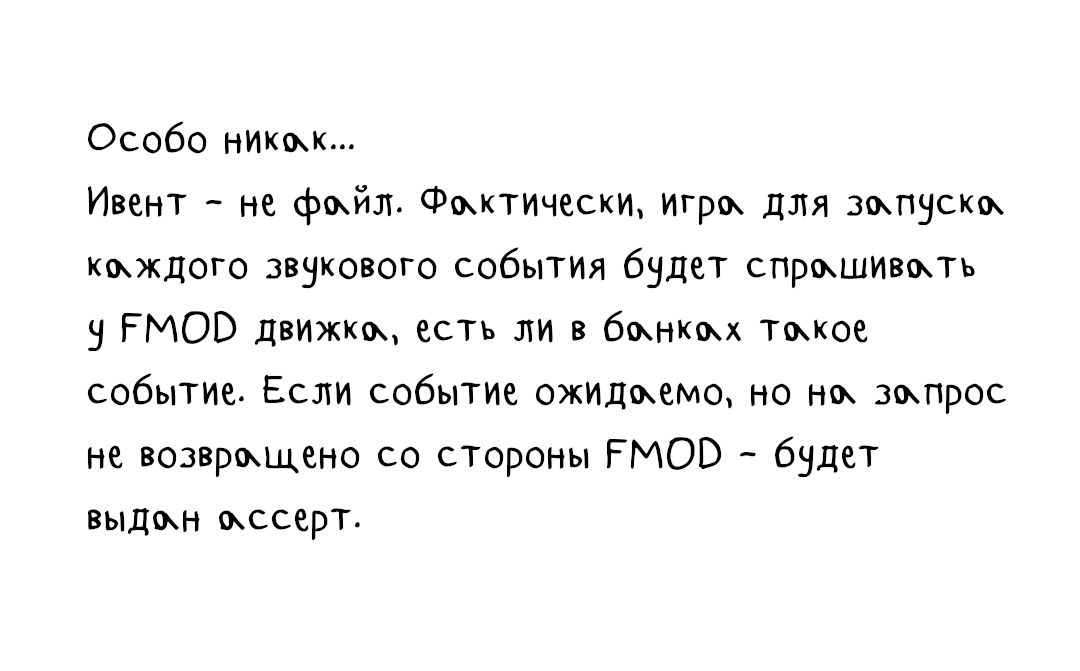 Особо никак...
Ивент - не файл. Фактически, игра для запуска
каждого звукового события будет спрашивать
у FMOD движка, есть ли в банках такое
событие. Если событие ожидаемо, но на запрос
не возвращено со стороны FMOD - будет
выдан ассерт.